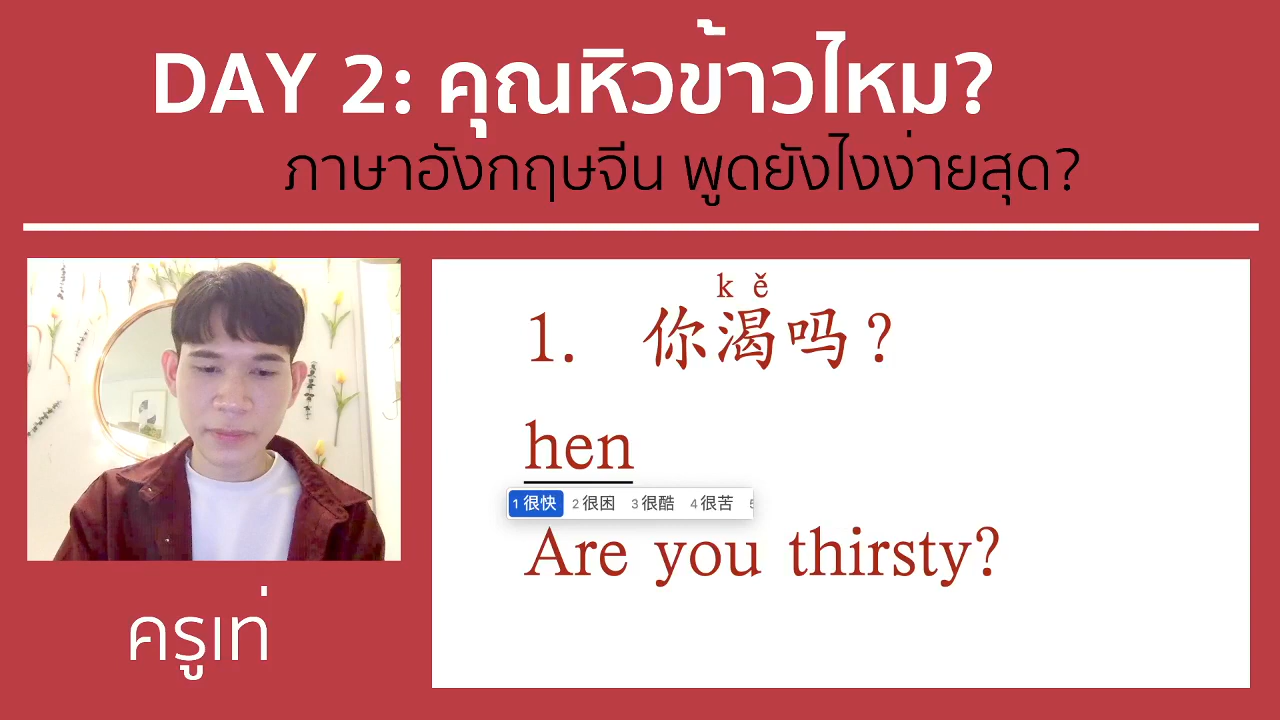 DAY 2: คุณหิวข้าวไหม?
ภาษาอังกฤษจีน พูดยังไงง่ายสุด?
kě
1. 你渴吗？
hen
1 很快 2 很困 3 很酷 4 很苦 5
Are you thirsty?
ครูเท่